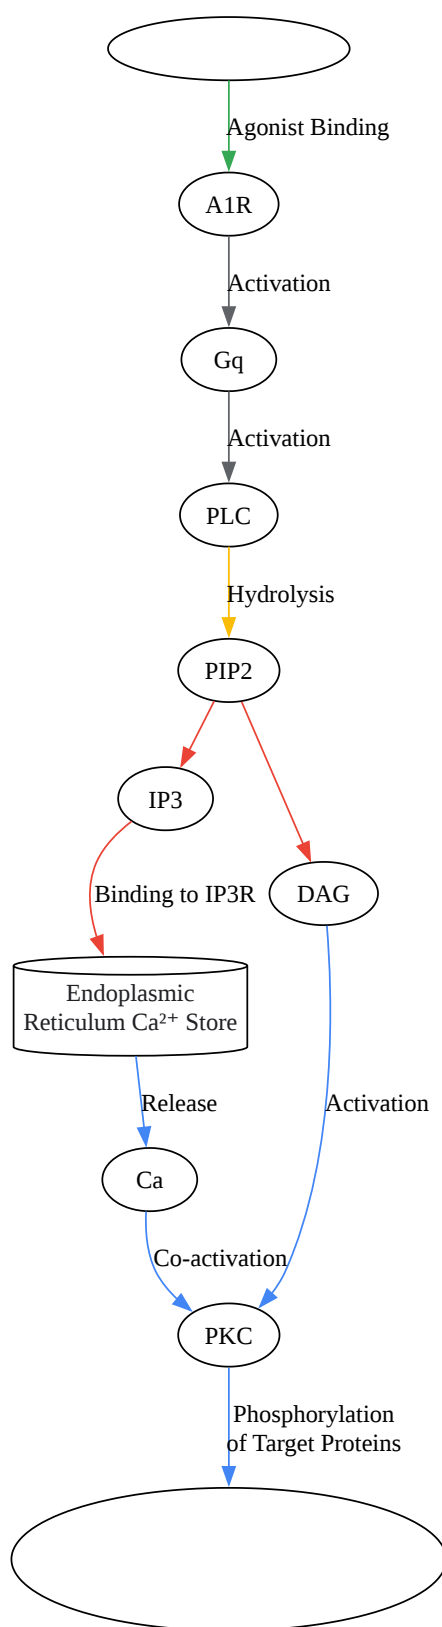 Agonist Binding
A1R
Activation
Gq
Activation
PLC
Hydrolysis
PIP2
IP3
Binding to IP3R
DAG
Endoplasmic
Reticulum Ca²⁺ Store
Release
Activation
Ca
Co-activation
PKC
Phosphorylation
of Target Proteins